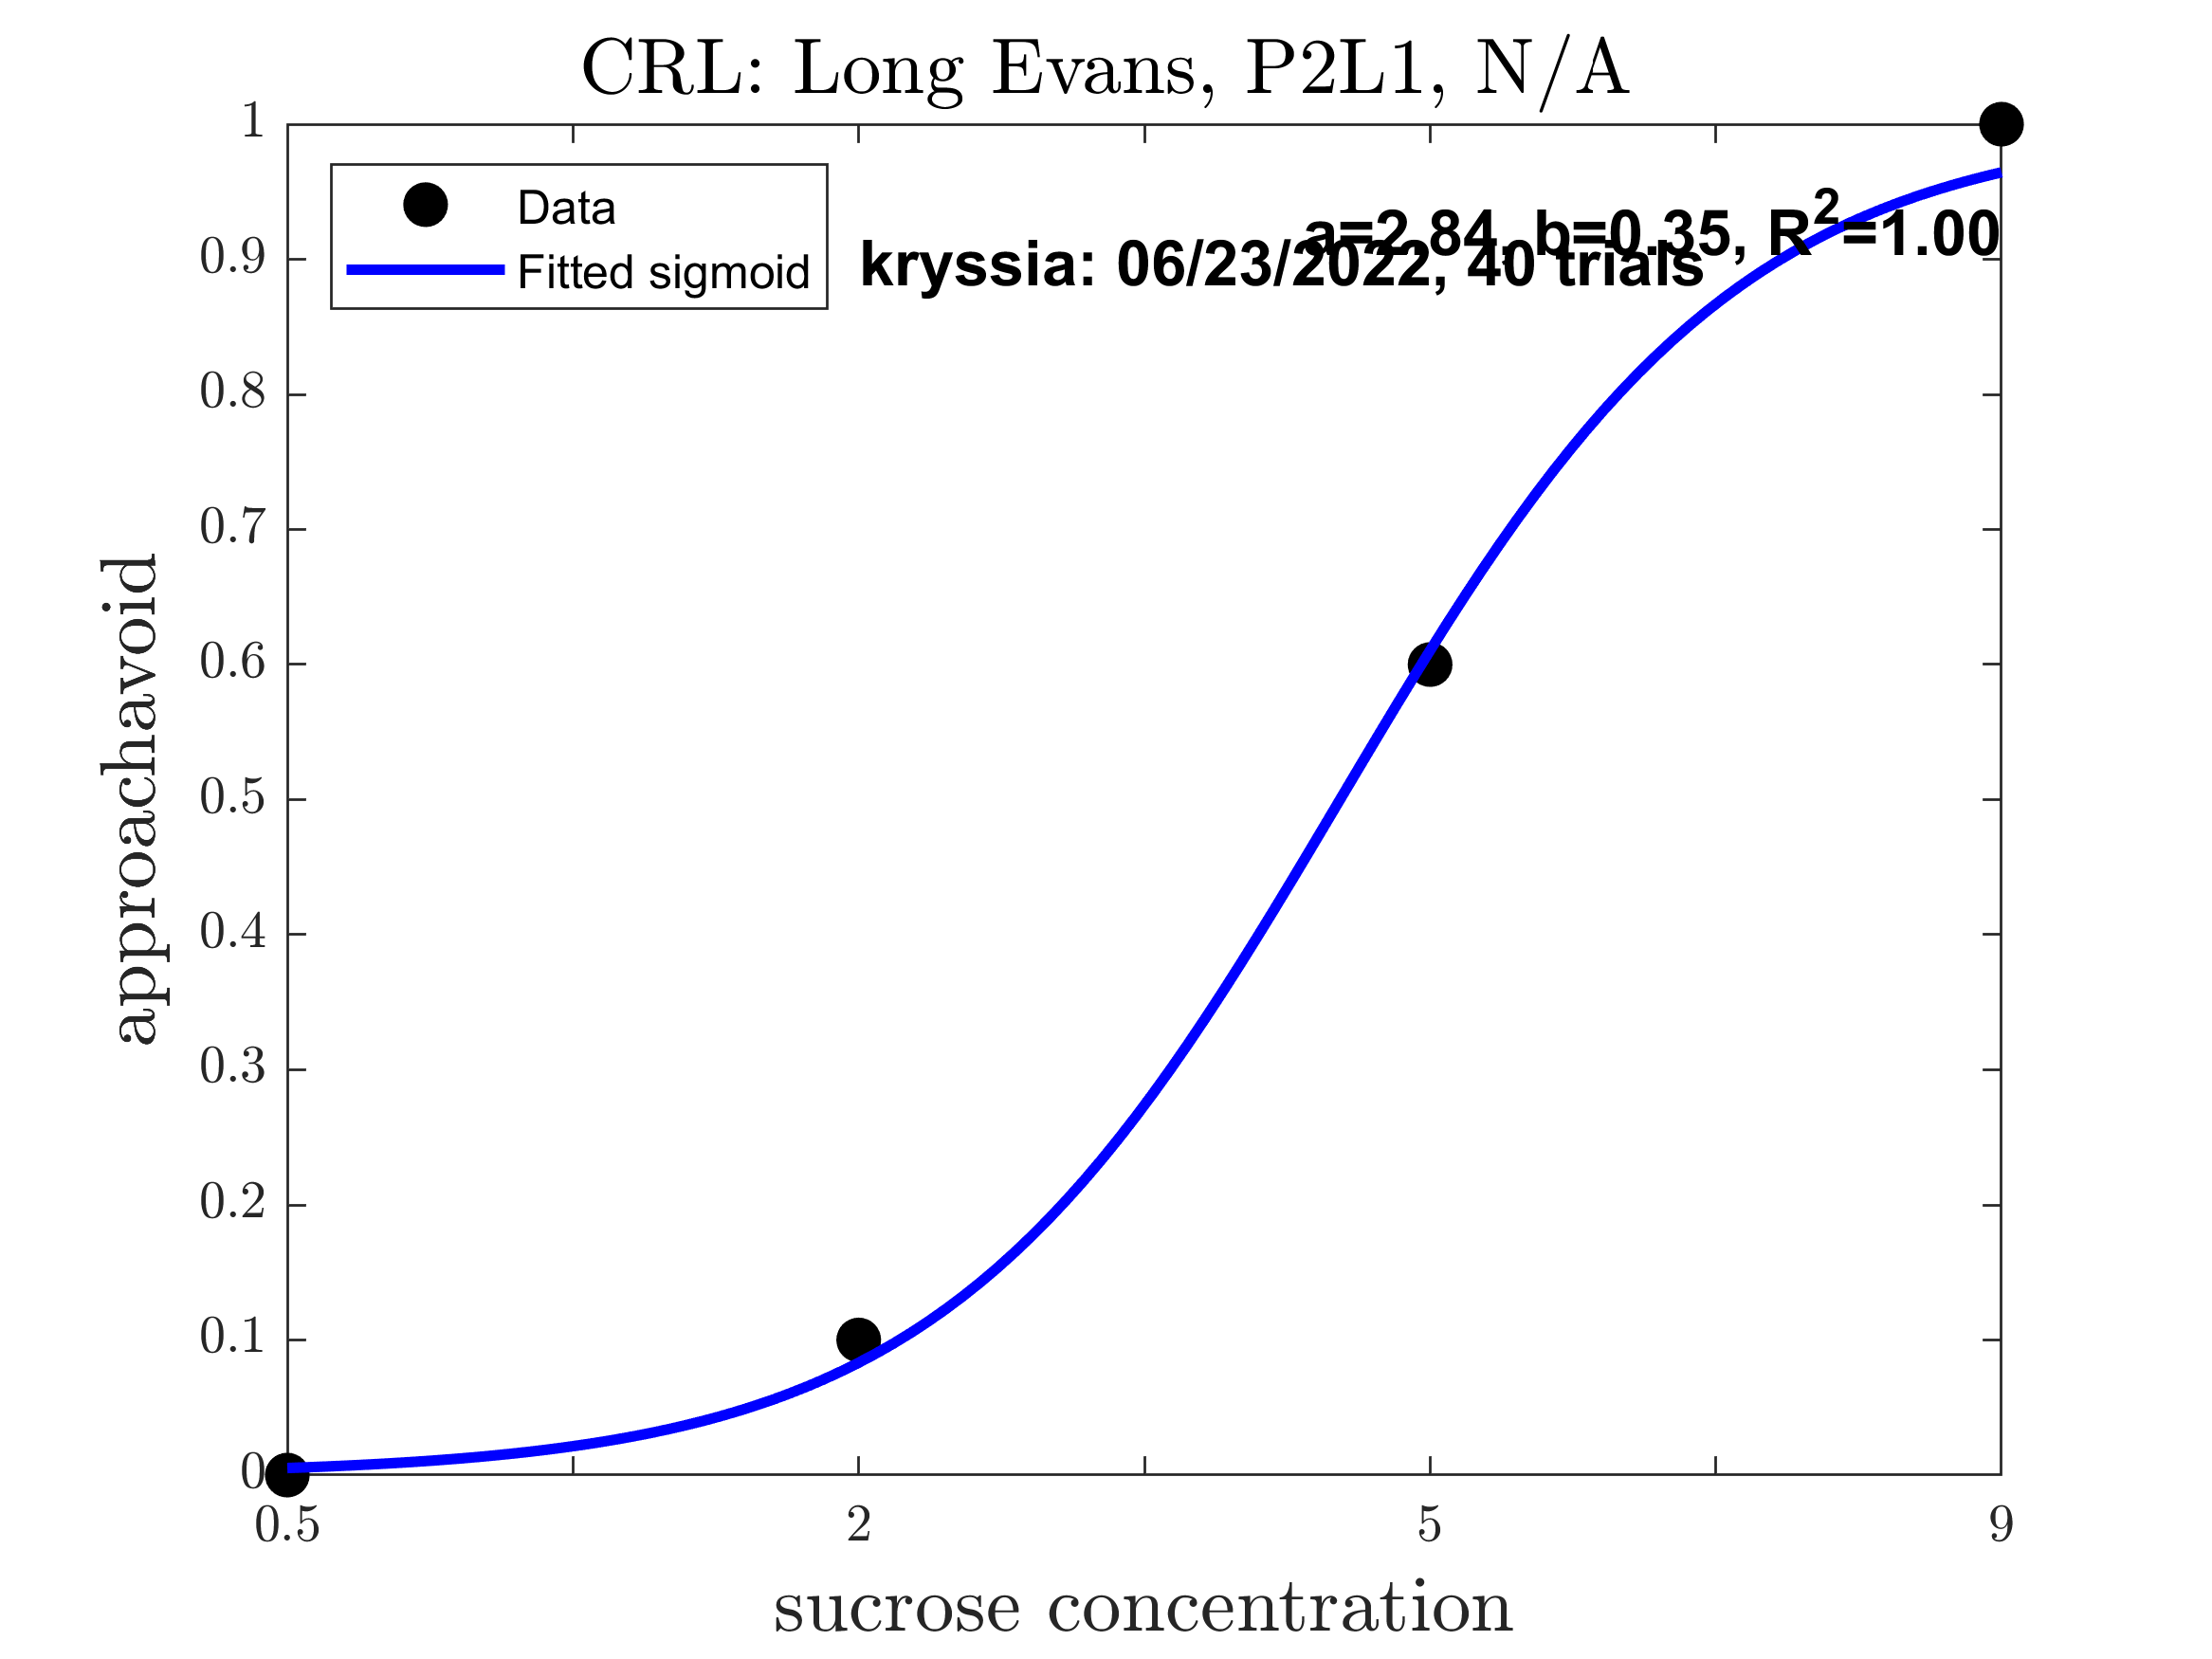 CRL: Long Evans, P2L1, N/A
Data
Fitted sigmoid
a=2.84, b=0.35, R²=1.00
kryssia: 06/23/2022, 40 trials
1
0.9
0.8
0.7
0.6
0.5
0.4
0.3
0.2
0.1
0
approachavoid
0.5 2 5 9
sucrose concentration